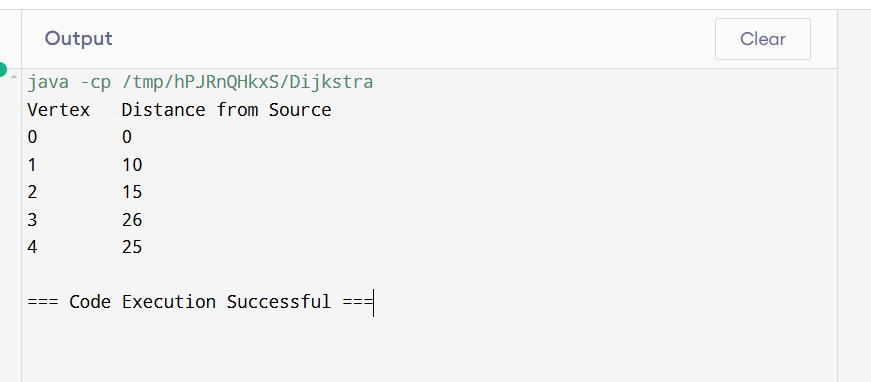 Output
Clear
java -cp /tmp/hPJRnQHkxS/Dijkstra
Vertex   Distance from Source
0        0
1        10
2        15
3        26
4        25
=== Code Execution Successful ===